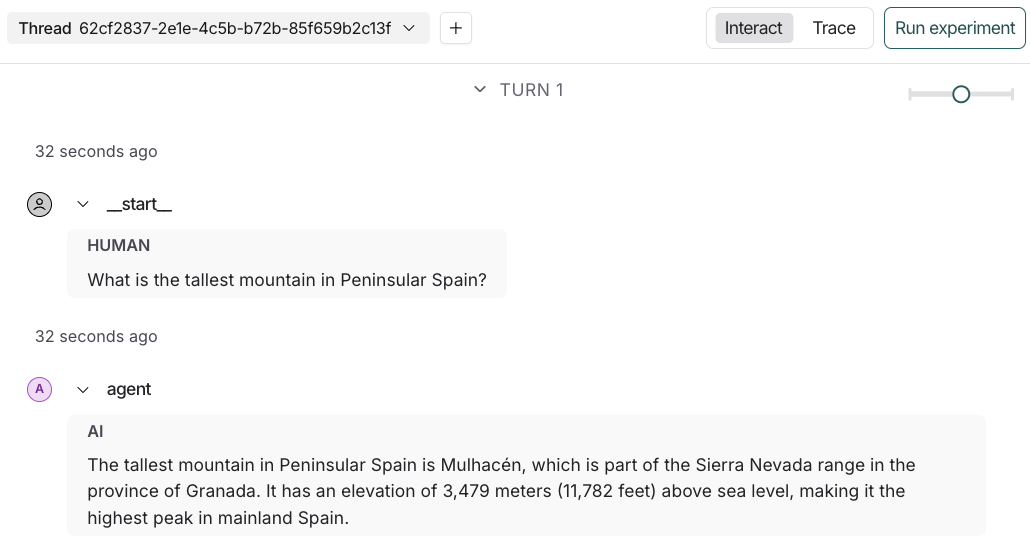 Thread 62cf2837-2e1e-4c5b-b72b-85f659b2c13f + Interact Trace Run experiment
TURN 1
32 seconds ago
__start__
HUMAN
What is the tallest mountain in Peninsular Spain?
32 seconds ago
A agent
AI
The tallest mountain in Peninsular Spain is Mulhacén, which is part of the Sierra Nevada range in the
province of Granada. It has an elevation of 3,479 meters (11,782 feet) above sea level, making it the
highest peak in mainland Spain.